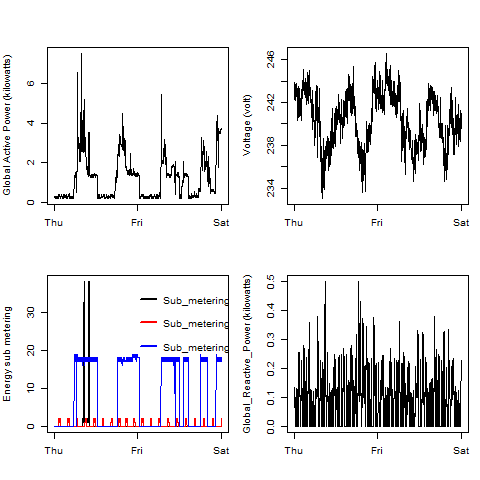 Global Active Power (kilowatts)
0 2 4 6
Thu Fri Sat
Voltage (volt)
234 238 242 246
Thu Fri Sat
Energy sub metering
0 10 20 30
Sub_metering
Sub_metering
Sub_metering
Thu Fri Sat
Global_Reactive_Power (kilowatts)
0.0 0.1 0.2 0.3 0.4 0.5
Thu Fri Sat